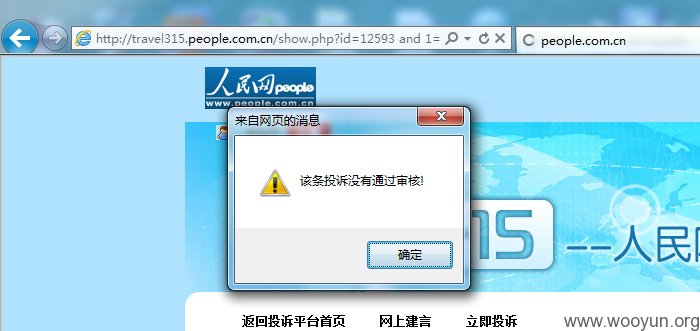 http://travel315.people.com.cn/show.php?id=12593 and 1=
people.com.cn
人民网 people
www.people.com.cn
来自网页的消息
该条投诉没有通过审核!
确定
15
--人民网
返回投诉平台首页 网上建言 立即投诉
www.wooyun.org